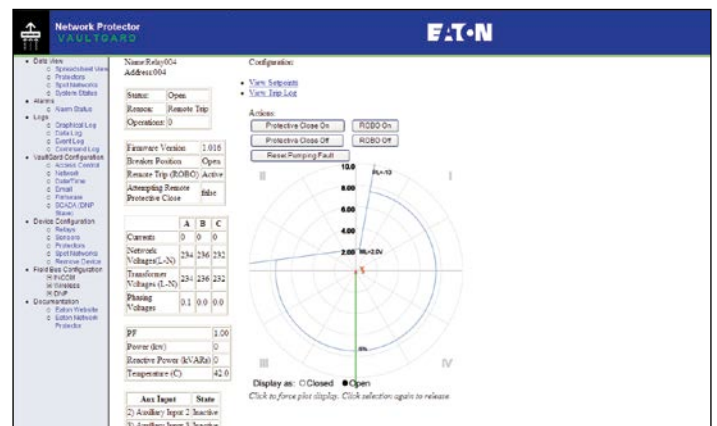 Network Protector
VAULTGARD
EATON
Data View
Spreadsheet View
Protectors
Spot Networks
System Status
Alarms
Alarm Status
Logs
Graphical Log
Data Log
Event Log
Command Log
VaultGard Configuration
Access Control
Network
Date/Time
Email
Firmware
SCADA (DNP
Slave)
Device Configuration
Relays
Sensors
Protectors
Spot Networks
Remove Device
Field Bus Configuration
INCOM
Wireless
DNP
Documentation
Eaton Website
Eaton Network
Protector
Name:Relay004
Address:004
Status: Open
Reason: Remote Trip
Operations: 0
Firmware Version 1.016
Breaker Position Open
Remote Trip (ROBO) Active
Attempting Remote
Protective Close false
A B C
Currents 0 0 0
Network
Voltages(L-N) 234 236 232
Transformer
Voltages (L-N) 234 236 232
Phasing
Voltages 0.1 0.0 0.0
PF 1.00
Power (kw) 0
Reactive Power (kVARs) 0
Temperature (C) 42.0
Aux Input State
2) Auxiliary Input 2 Inactive
3) Auxiliary Input 3 Inactive
Configuration:
View Setpoints
View Trip Log
Actions:
Protective Close On ROBO On
Protective Close Off ROBO Off
Reset Pumping Fault
II 10.0 I
8.00
6.00
4.00
2.00 ML=2.0V
III IV
Display as: Closed Open
Click to force plot display. Click selection again to release